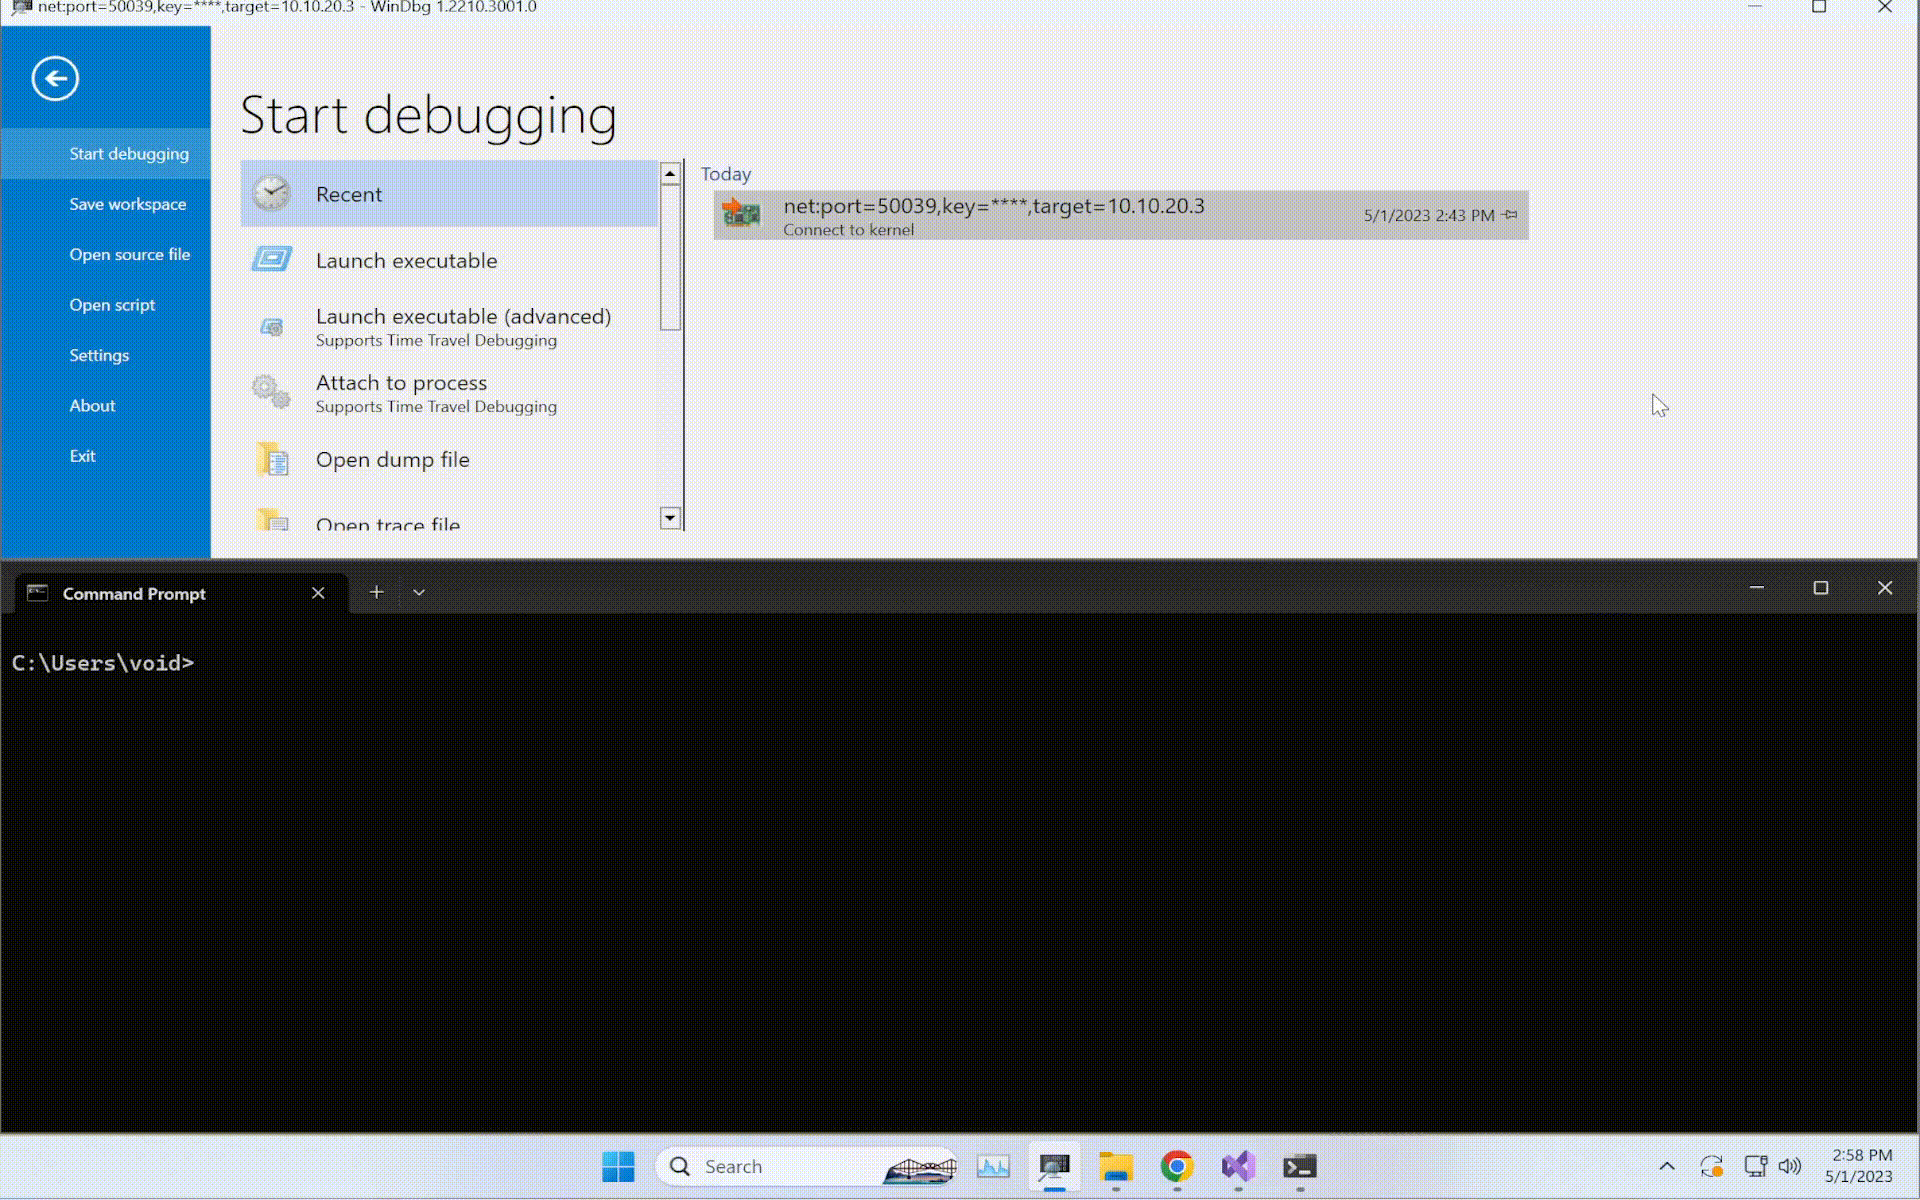 net:port=50039,key=****,target=10.10.20.3 - WinDbg 1.2210.3001.0
Start debugging
Save workspace
Open source file
Open script
Settings
About
Exit
Start debugging
Recent
Launch executable
Launch executable (advanced)
Supports Time Travel Debugging
Attach to process
Supports Time Travel Debugging
Open dump file
Open trace file
Today
net:port=50039,key=****,target=10.10.20.3
Connect to kernel
5/1/2023 2:43 PM
Command Prompt
C:\Users\void>
Search
2:58 PM
5/1/2023